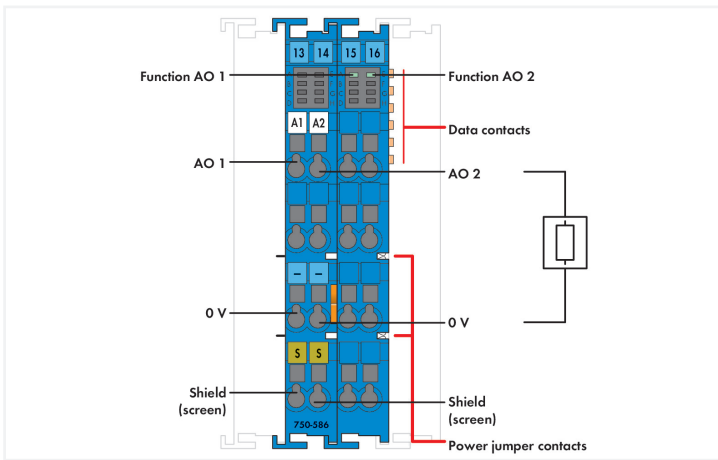 13 14 15 16
Function AO 1
Function AO 2
A1 A2
Data contacts
AO 1
AO 2
– –
0 V
0 V
S S
Shield
(screen)
Shield
(screen)
750-586
Power jumper contacts